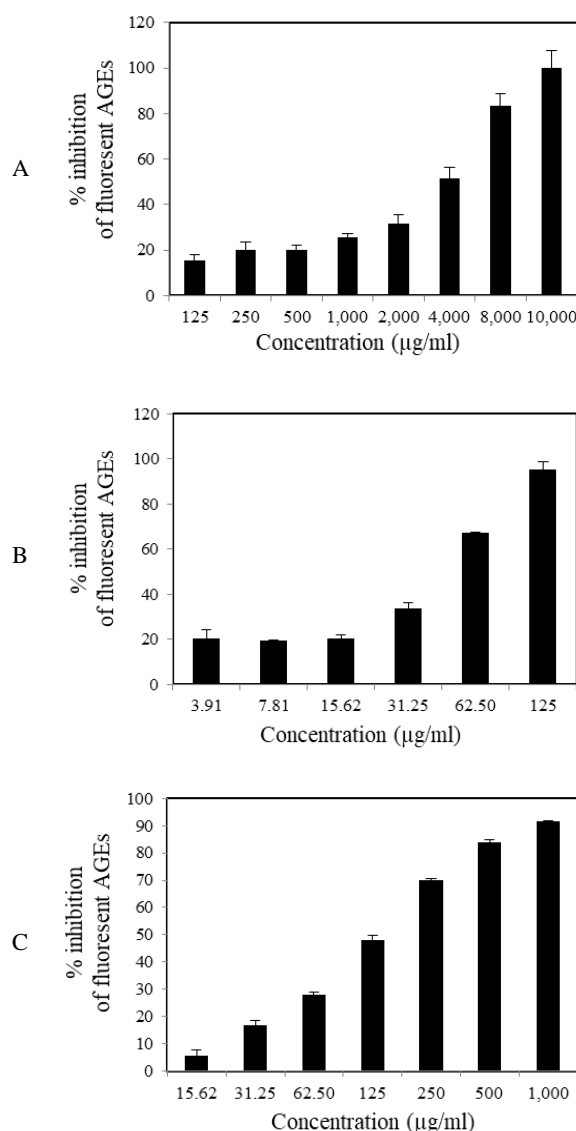 A
% inhibition
of fluoresent AGEs
120
100
80
60
40
20
0
125 250 500 1,000 2,000 4,000 8,000 10,000
Concentration (µg/ml)
B
% inhibition
of fluoresent AGEs
120
100
80
60
40
20
0
3.91 7.81 15.62 31.25 62.50 125
Concentration (µg/ml)
C
% inhibition
of fluoresent AGEs
100
90
80
70
60
50
40
30
20
10
0
15.62 31.25 62.50 125 250 500 1,000
Concentration (µg/ml)